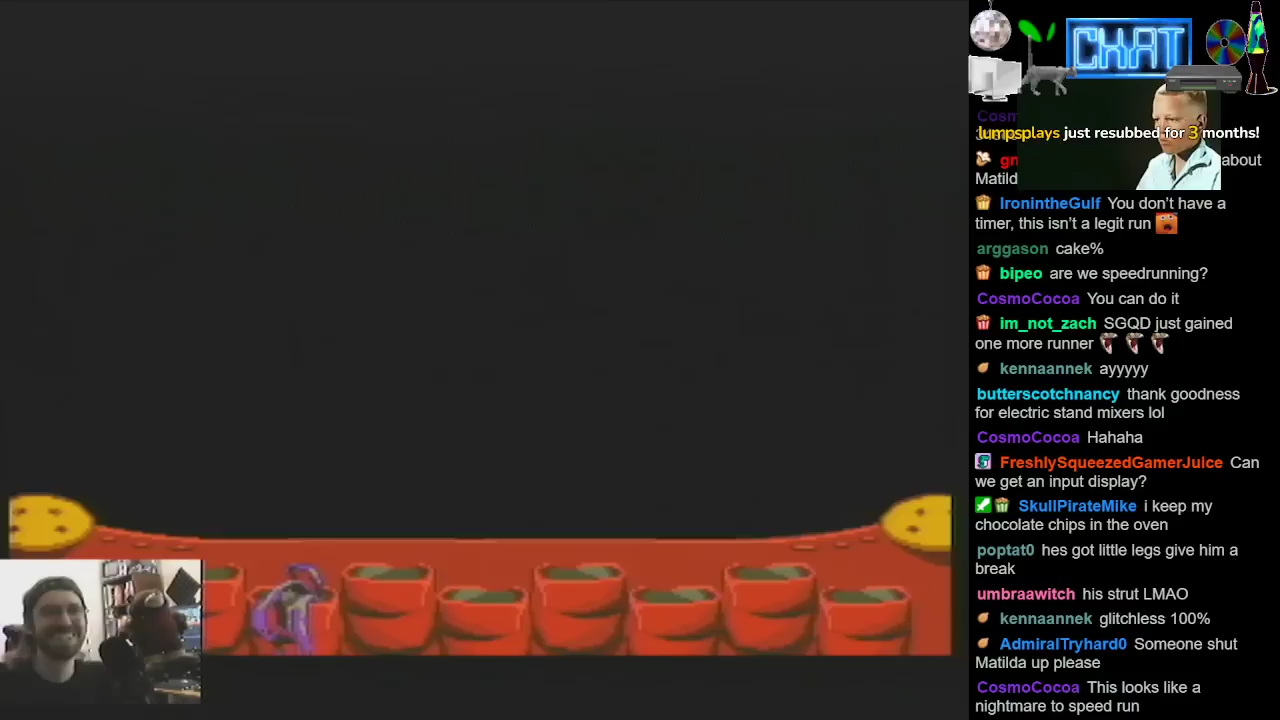 CHAT
Cosm
lumpsplays just resubbed for 3 months!
gn about
Matild
IronintheGulf You don't have a
timer, this isn't a legit run
arggason cake%
bipeo are we speedrunning?
CosmoCocoa You can do it
im_not_zach SGQD just gained
one more runner
kennaannek ayyyyy
butterscotchnancy thank goodness
for electric stand mixers lol
CosmoCocoa Hahaha
FreshlySqueezedGamerJuice Can
we get an input display?
SkullPirateMike i keep my
chocolate chips in the oven
poptat0 hes got little legs give him a
break
umbraawitch his strut LMAO
kennaannek glitchless 100%
AdmiralTryhard0 Someone shut
Matilda up please
CosmoCocoa This looks like a
nightmare to speed run